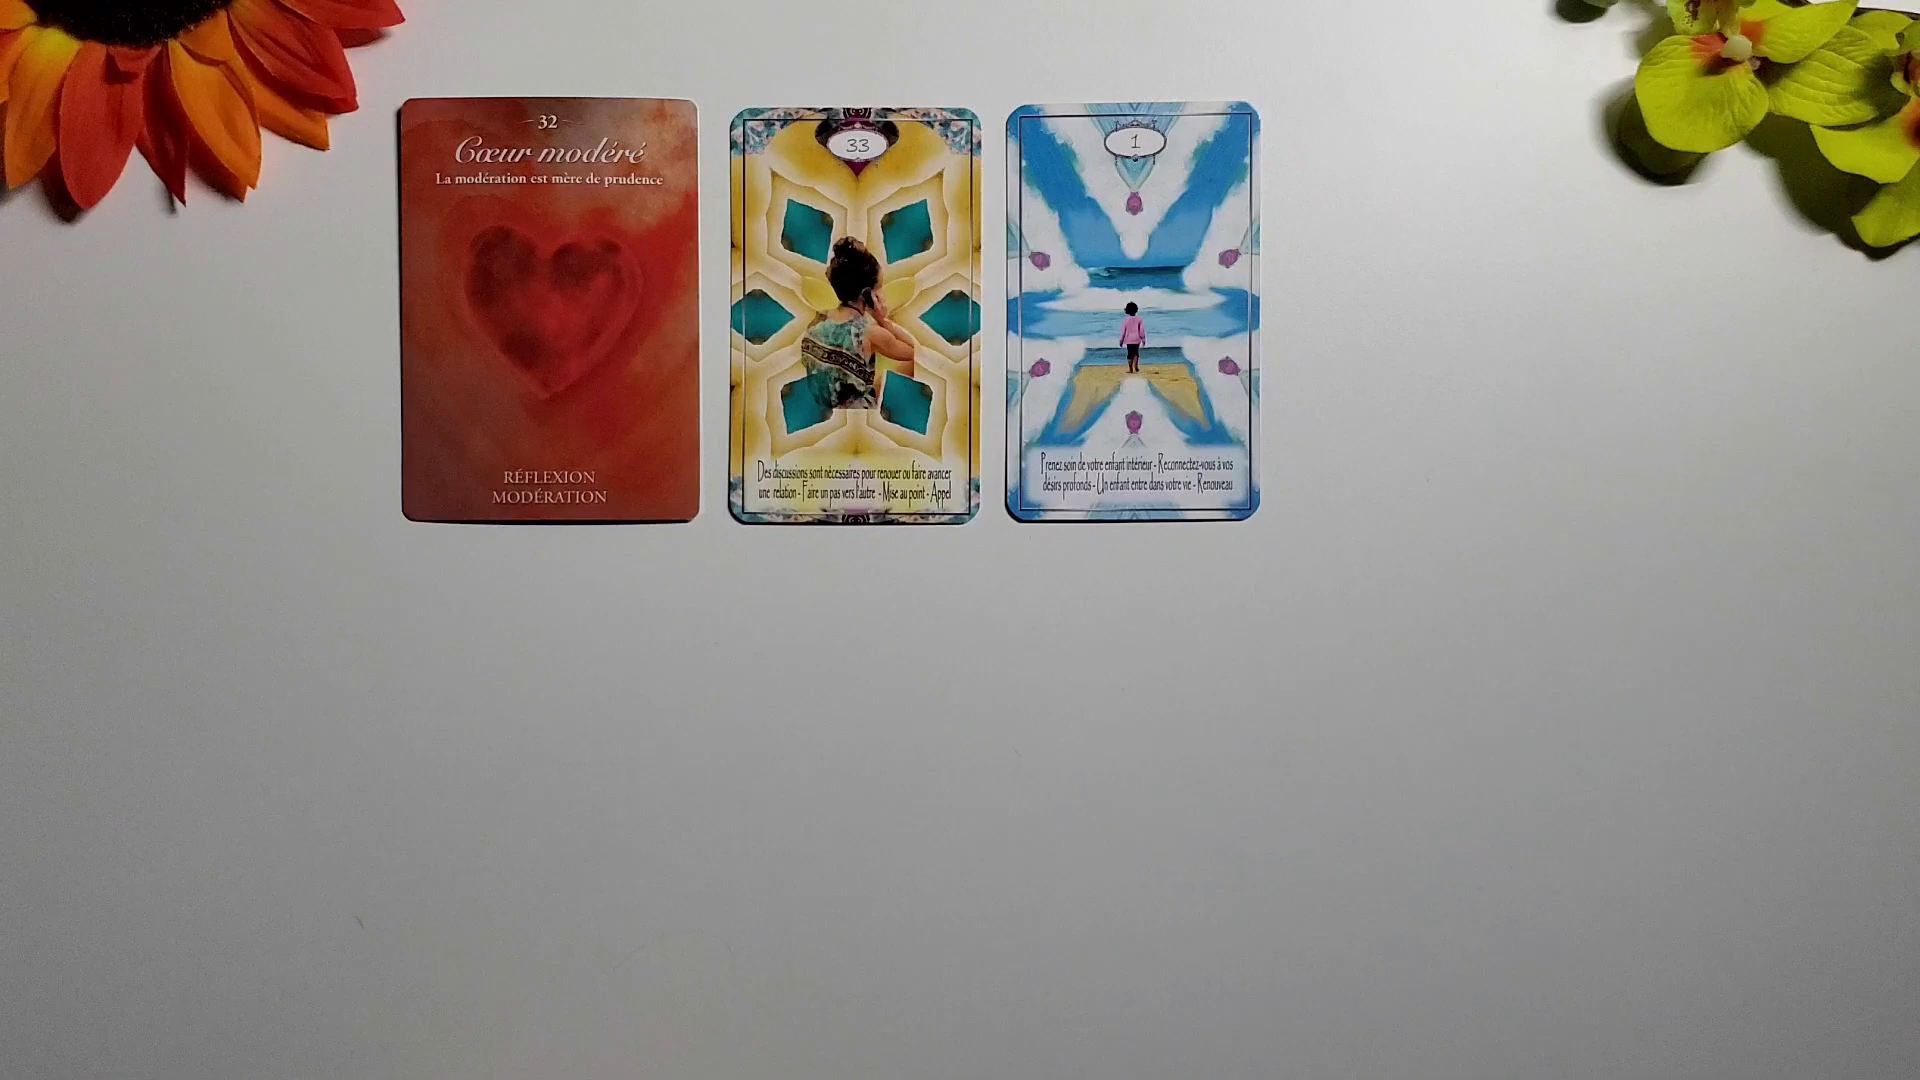 32
Cœur modéré
La modération est mère de prudence
RÉFLEXION
MODÉRATION
33
Des discussions sont nécessaires pour renouer ou faire avancer
une relation - Faire un pas vers l'autre - Mise au point - Appel
1
Prenez soin de votre enfant intérieur - Reconnectez-vous à vos
désirs profonds - Un enfant entre dans votre vie - Renouveau